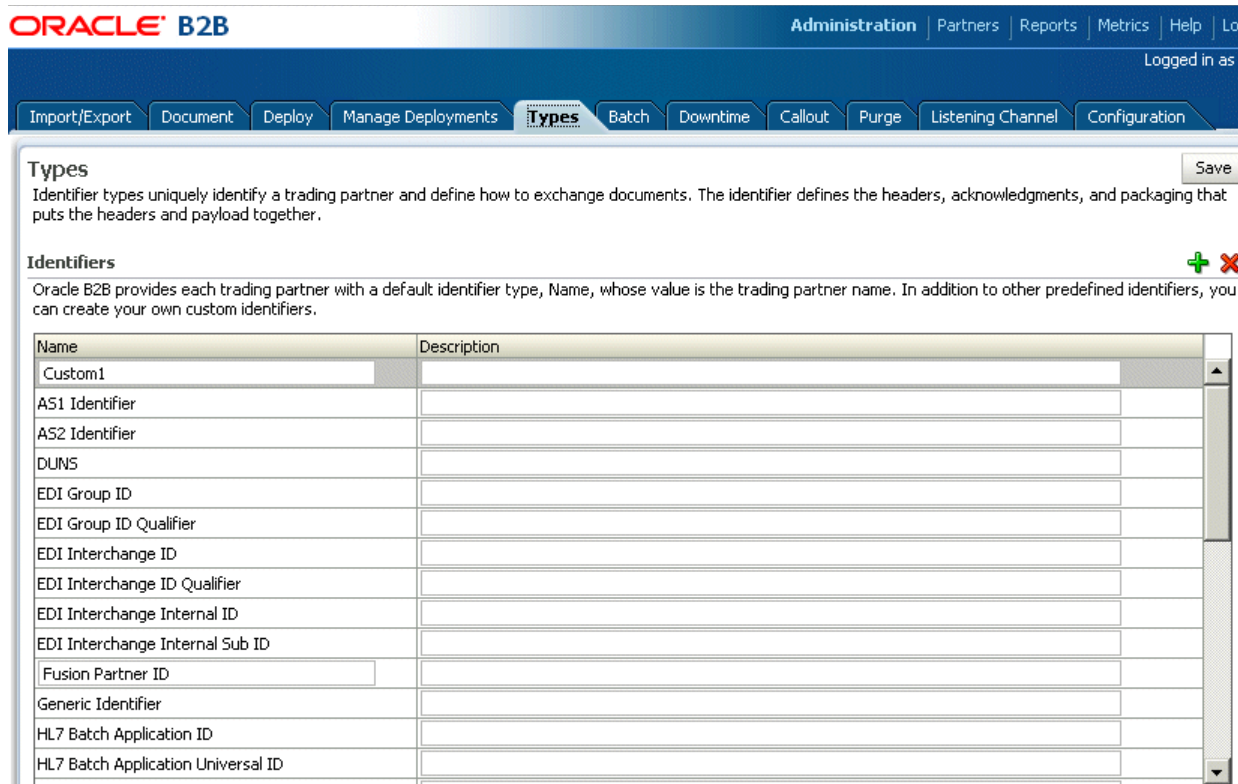 ORACLE B2B
Administration | Partners | Reports | Metrics | Help | Lo
Logged in as
Import/Export Document Deploy Manage Deployments Types Batch Downtime Callout Purge Listening Channel Configuration
Types
Save
Identifier types uniquely identify a trading partner and define how to exchange documents. The identifier defines the headers, acknowledgments, and packaging that
puts the headers and payload together.
Identifiers
Oracle B2B provides each trading partner with a default identifier type, Name, whose value is the trading partner name. In addition to other predefined identifiers, you
can create your own custom identifiers.
Name Description
Custom1
AS1 Identifier
AS2 Identifier
DUNS
EDI Group ID
EDI Group ID Qualifier
EDI Interchange ID
EDI Interchange ID Qualifier
EDI Interchange Internal ID
EDI Interchange Internal Sub ID
Fusion Partner ID
Generic Identifier
HL7 Batch Application ID
HL7 Batch Application Universal ID